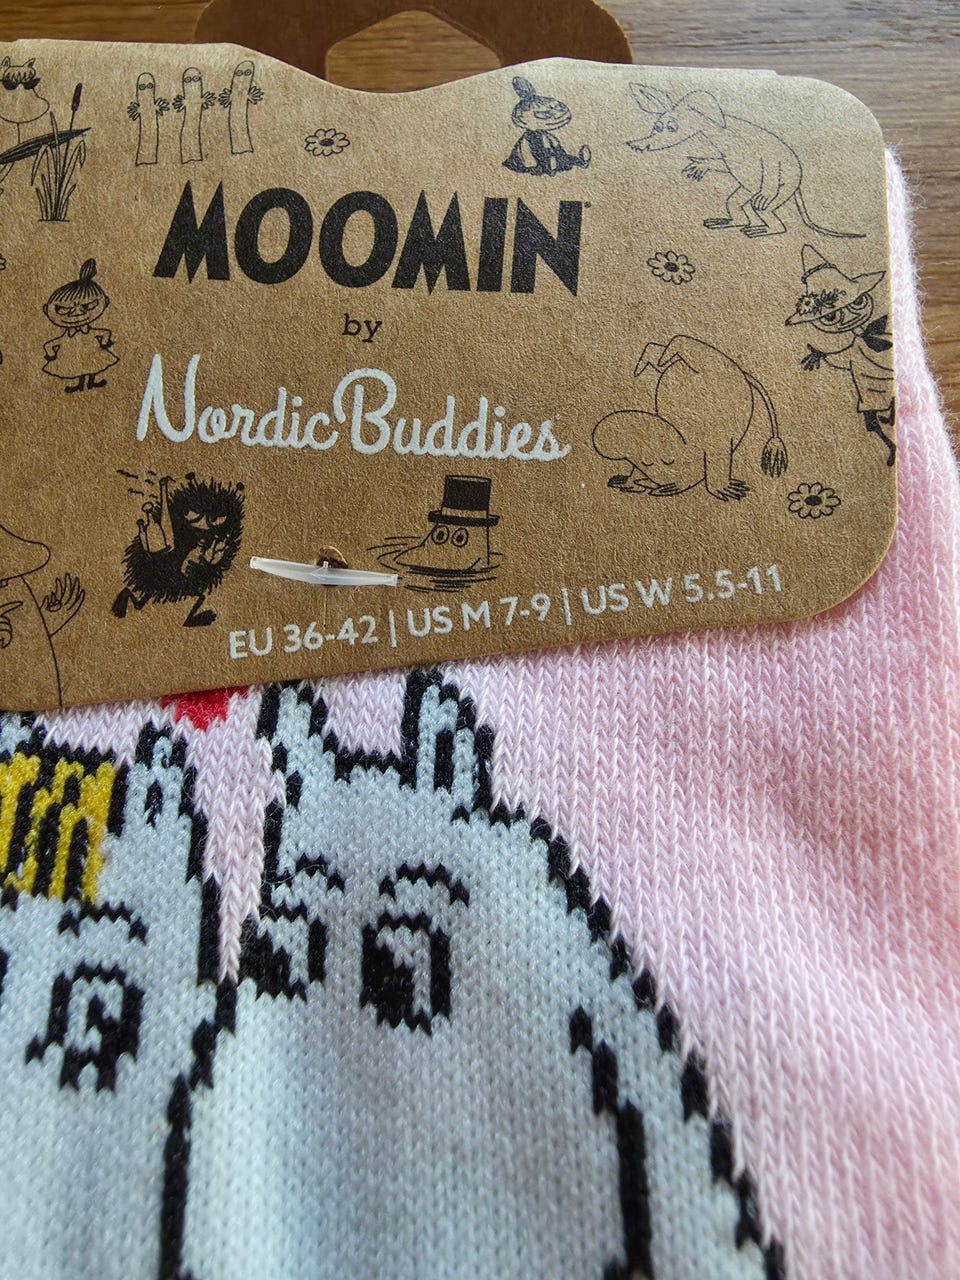 MOOMIN
by
NordicBuddies
EU 36-42 | US M 7-9 | US W 5.5-11